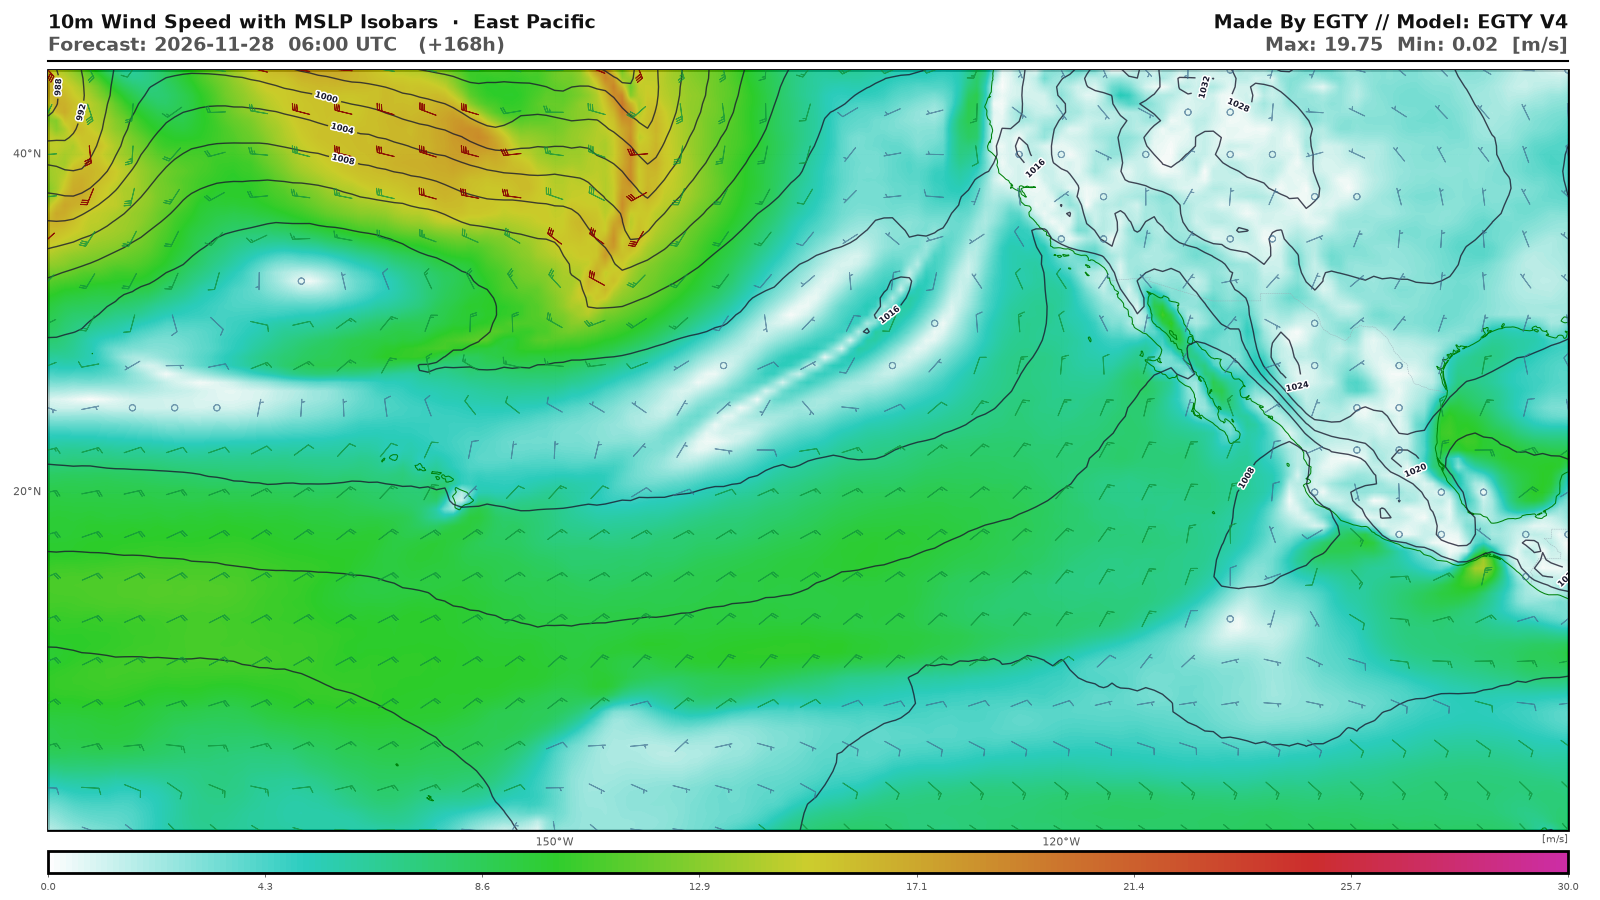 10m Wind Speed with MSLP Isobars · East Pacific
Made By EGTY // Model: EGTY V4
Forecast: 2026-11-28 06:00 UTC (+168h)
Max: 19.75 Min: 0.02 [m/s]
988
992
1000
1004
1008
1032
1028
1016
1016
1024
1020
1008
40°N
20°N
150°W
120°W
[m/s]
0.0
4.3
8.6
12.9
17.1
21.4
25.7
30.0